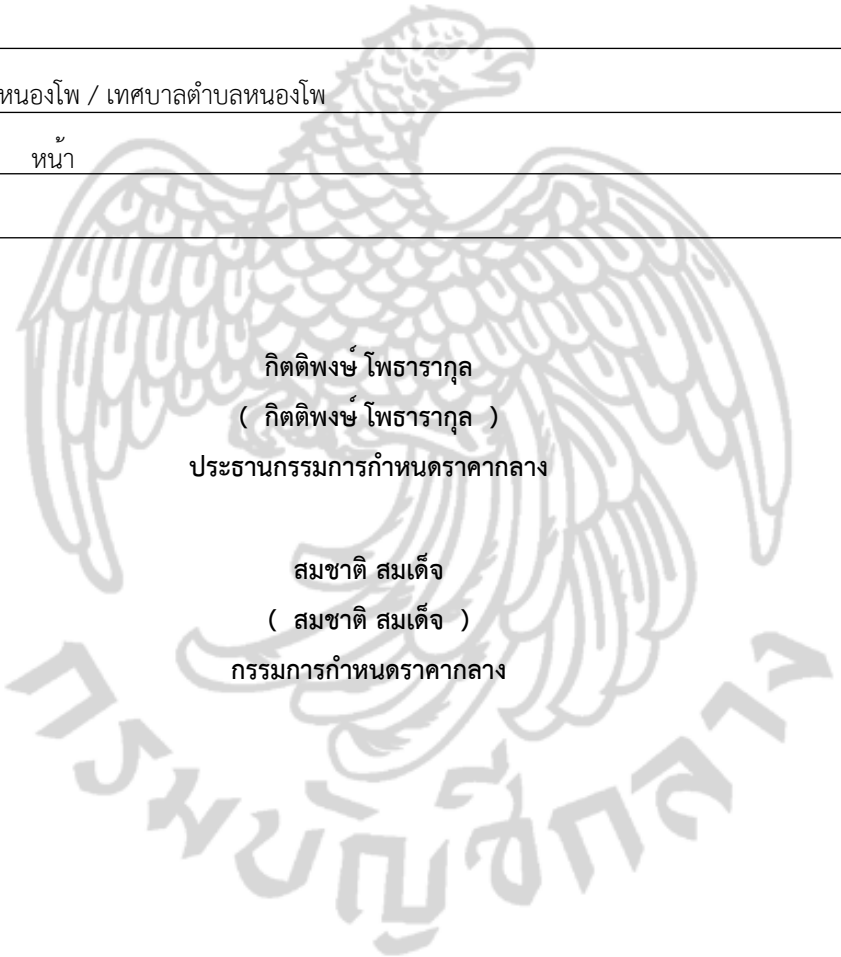 หนองโพ / เทศบาลตำบลหนองโพ
หน้า
กิตติพงษ์ โพธารากุล
( กิตติพงษ์ โพธารากุล )
ประธานกรรมการกำหนดราคากลาง
สมชาติ สมเด็จ
( สมชาติ สมเด็จ )
กรรมการกำหนดราคากลาง
กรมบัญชีกลาง